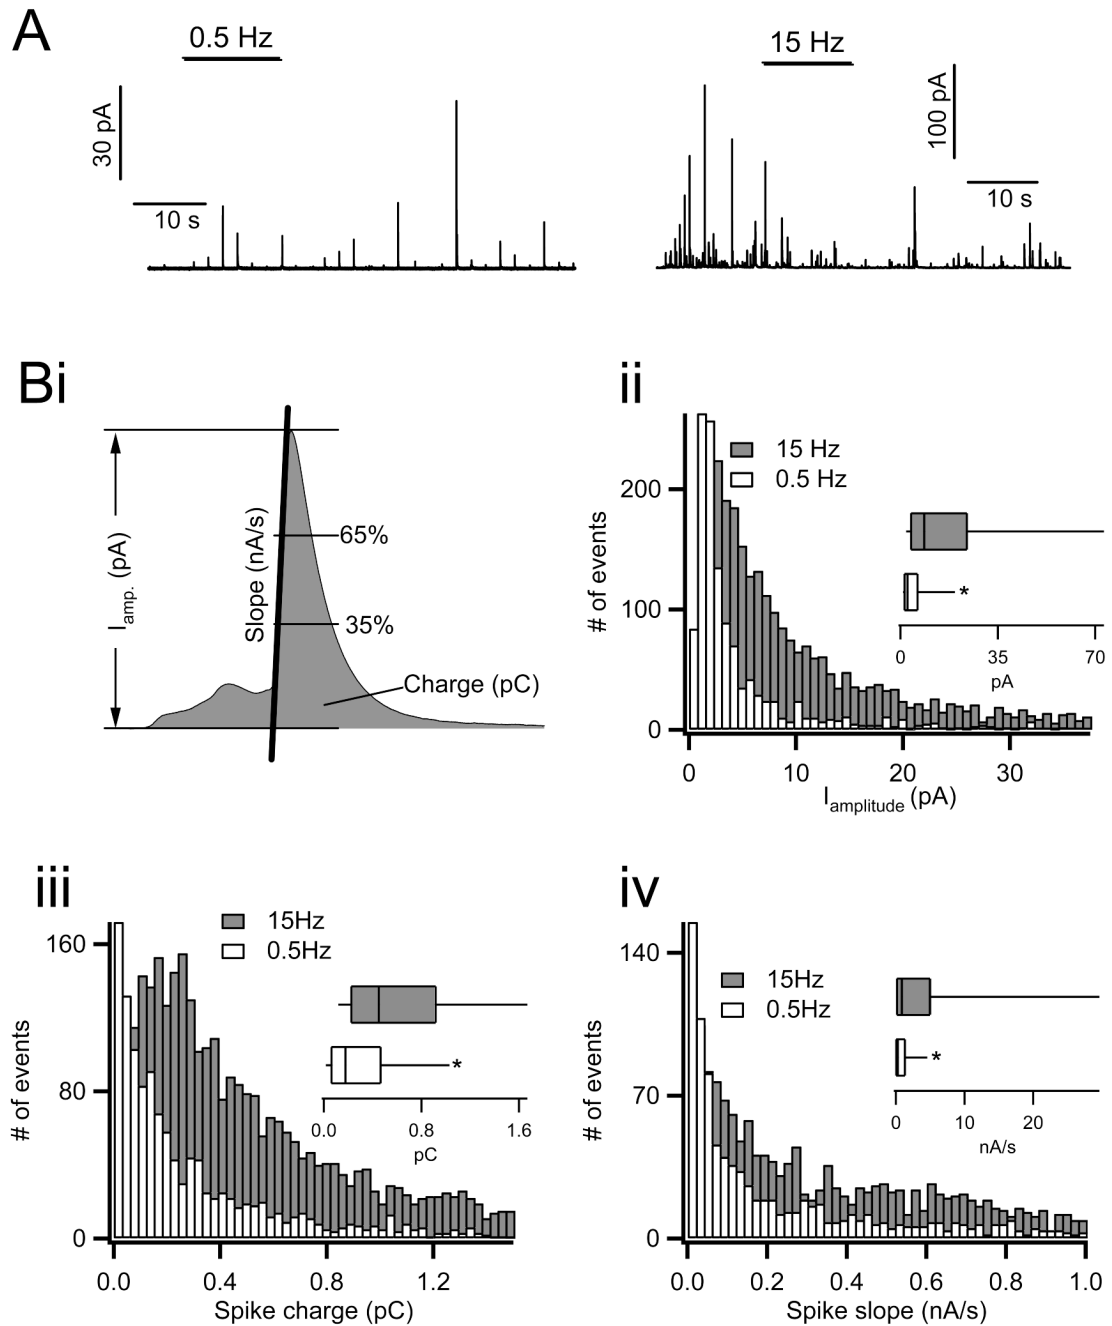 A
0.5 Hz
30 pA
10 s
15 Hz
100 pA
10 s
Bi
Iamp. (pA)
Slope (nA/s)
65%
35%
Charge (pC)
ii
# of events
200
100
0
15 Hz
0.5 Hz
*
0 35 70
pA
0 10 20 30
Iamplitude (pA)
iii
# of events
160
80
0
15Hz
0.5Hz
*
0.0 0.8 1.6
pC
0.0 0.4 0.8 1.2
Spike charge (pC)
iv
# of events
140
70
0
15Hz
0.5Hz
*
0 10 20
nA/s
0.0 0.2 0.4 0.6 0.8 1.0
Spike slope (nA/s)